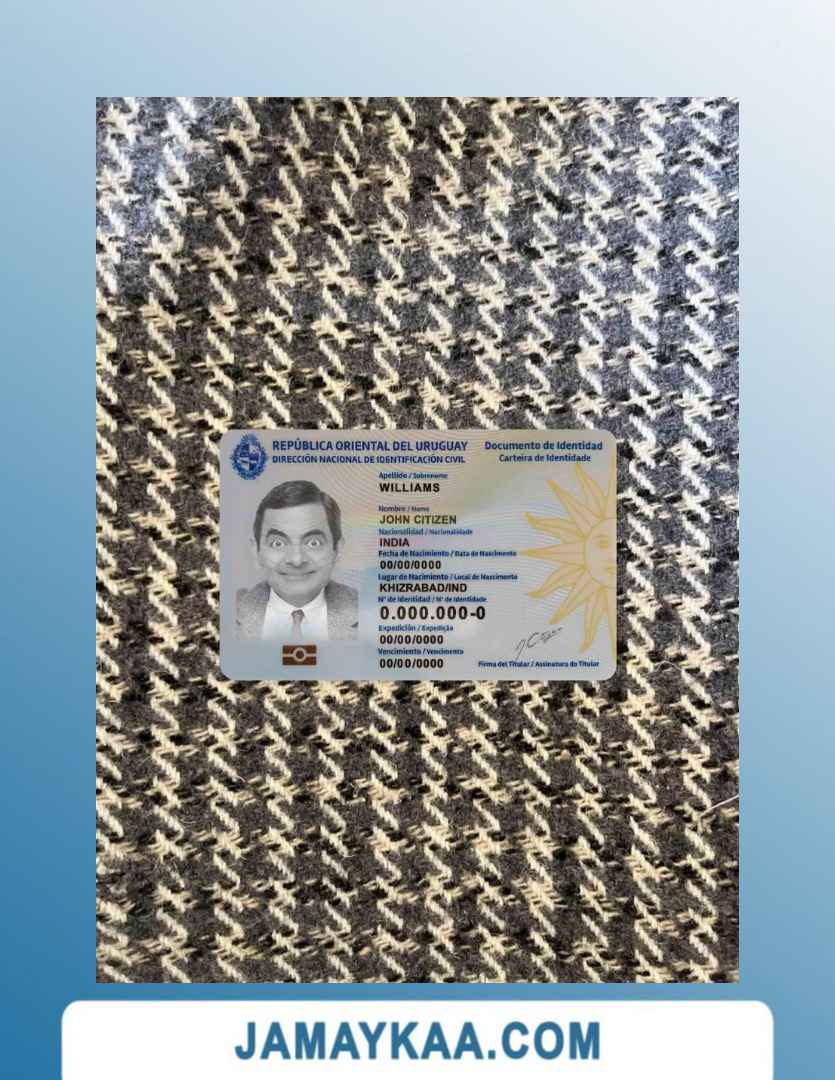 REPÚBLICA ORIENTAL DEL URUGUAY
DIRECCIÓN NACIONAL DE IDENTIFICACIÓN CIVIL
Documento de Identidad
Carteira de Identidade
Apellido / Sobrenome
WILLIAMS
Nombre / Nome
JOHN CITIZEN
Nacionalidad / Nacionalidade
INDIA
Fecha de Nacimiento / Data de Nascimento
00/00/0000
Lugar de Nacimiento / Local de Nascimento
KHIZRABAD/IND
N° de Identidad / N° de Identidade
0.000.000-0
Expedición / Expedição
00/00/0000
Vencimiento / Vencimento
00/00/0000
Firma del Titular / Assinatura do Titular
JAMAYKAA.COM